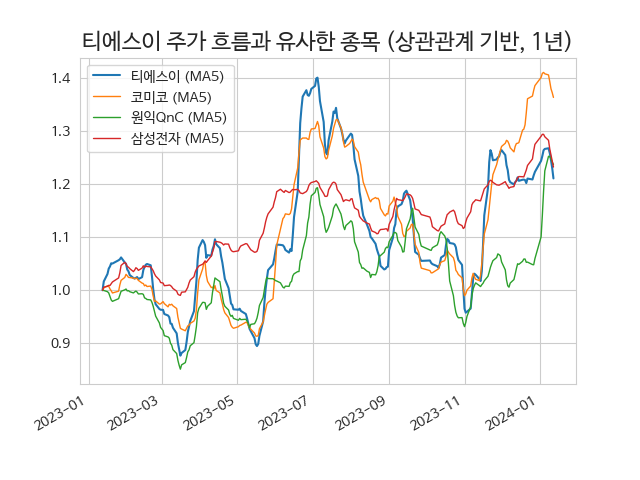 티에스이 주가 흐름과 유사한 종목 (상관관계 기반, 1년)
티에스이 (MA5)
코미코 (MA5)
원익QnC (MA5)
삼성전자 (MA5)
1.4
1.3
1.2
1.1
1.0
0.9
2023-01
2023-03
2023-05
2023-07
2023-09
2023-11
2024-01